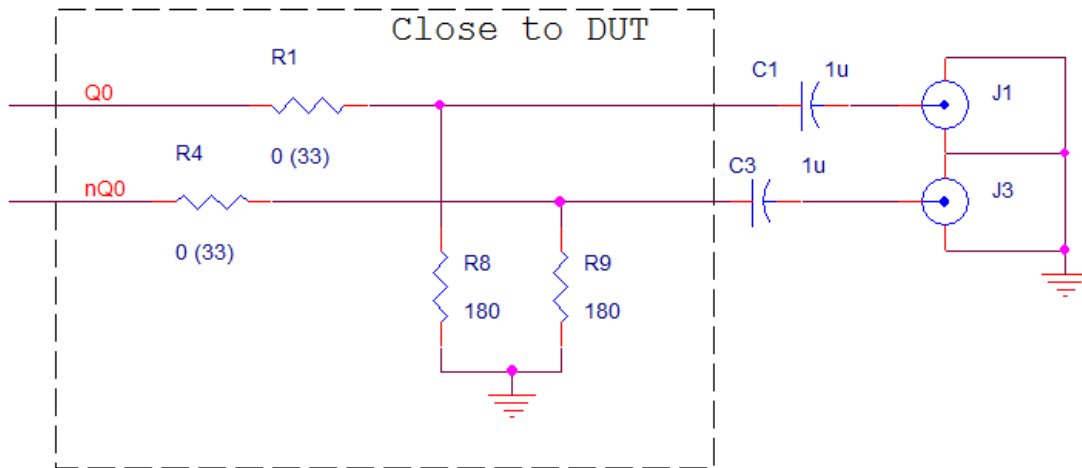 Close to DUT
R1
C1
1u
Q0
J1
R4
0 (33)
C3
1u
nQ0
J3
0 (33)
R8
R9
180
180